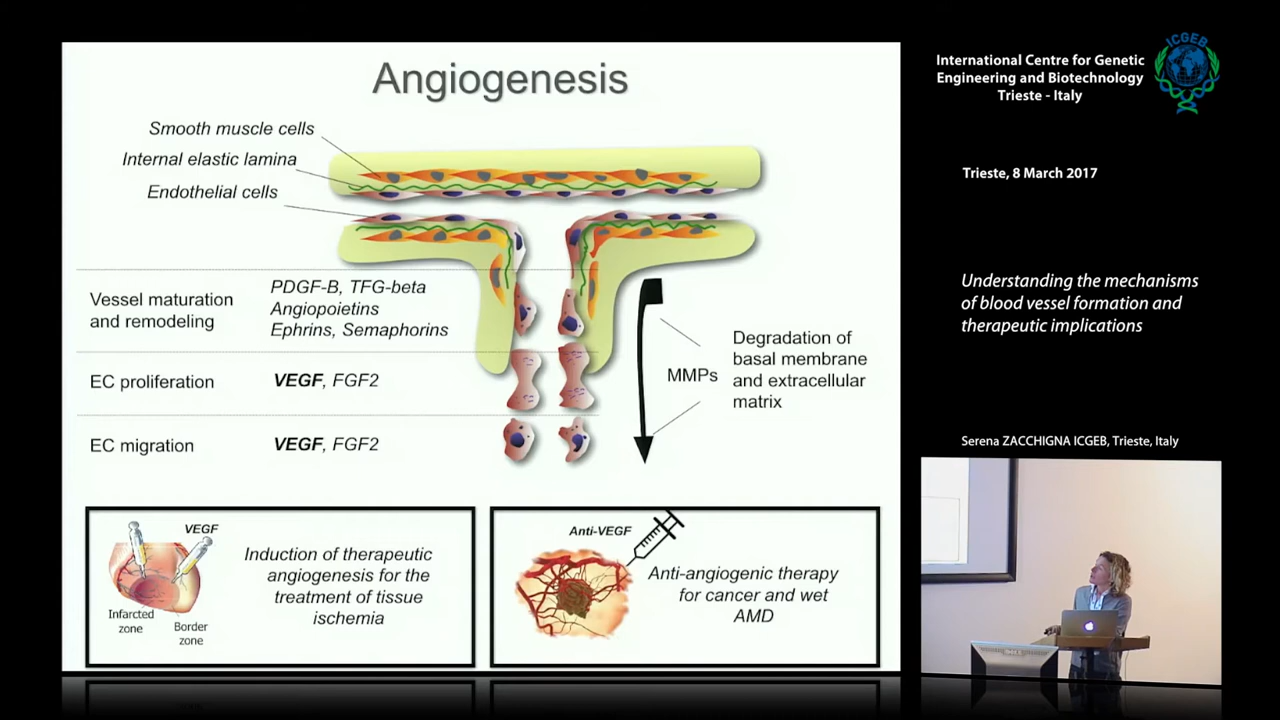 Angiogenesis
Smooth muscle cells
Internal elastic lamina
Endothelial cells
Vessel maturation
and remodeling
PDGF-B, TFG-beta
Angiopoietins
Ephrins, Semaphorins
EC proliferation
VEGF, FGF2
EC migration
VEGF, FGF2
MMPs
Degradation of
basal membrane
and extracellular
matrix
VEGF
Infarcted
zone
Border
zone
Induction of therapeutic
angiogenesis for the
treatment of tissue
ischemia
Anti-VEGF
Anti-angiogenic therapy
for cancer and wet
AMD
International Centre for Genetic
Engineering and Biotechnology
Trieste - Italy
ICGEB
Trieste, 8 March 2017
Understanding the mechanisms
of blood vessel formation and
therapeutic implications
Serena ZACCHIGNA ICGEB, Trieste, Italy
DELL